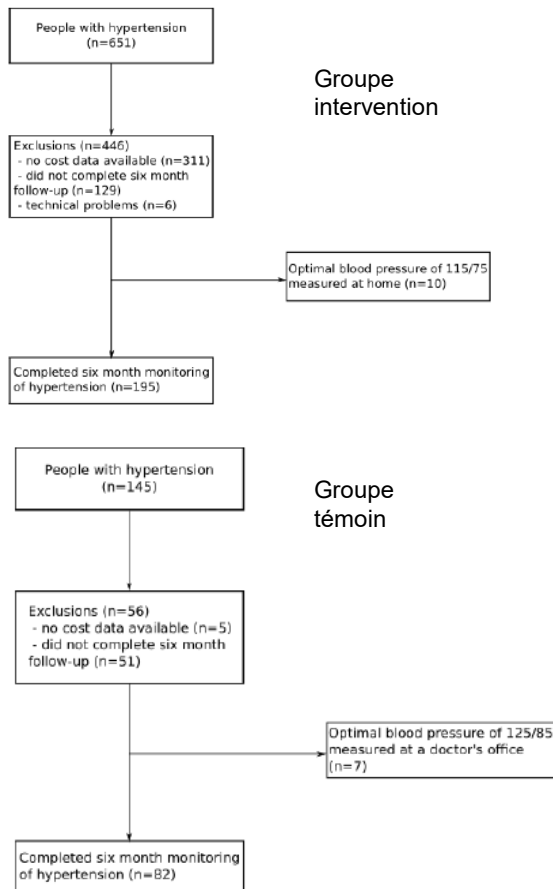 People with hypertension
(n=651)
Groupe
intervention
Exclusions (n=446)
- no cost data available (n=311)
- did not complete six month
follow-up (n=129)
- technical problems (n=6)
Optimal blood pressure of 115/75
measured at home (n=10)
Completed six month monitoring
of hypertension (n=195)
People with hypertension
(n=145)
Groupe
témoin
Exclusions (n=56)
- no cost data available (n=5)
- did not complete six month
follow-up (n=51)
Optimal blood pressure of 125/85
measured at a doctor's office
(n=7)
Completed six month monitoring
of hypertension (n=82)